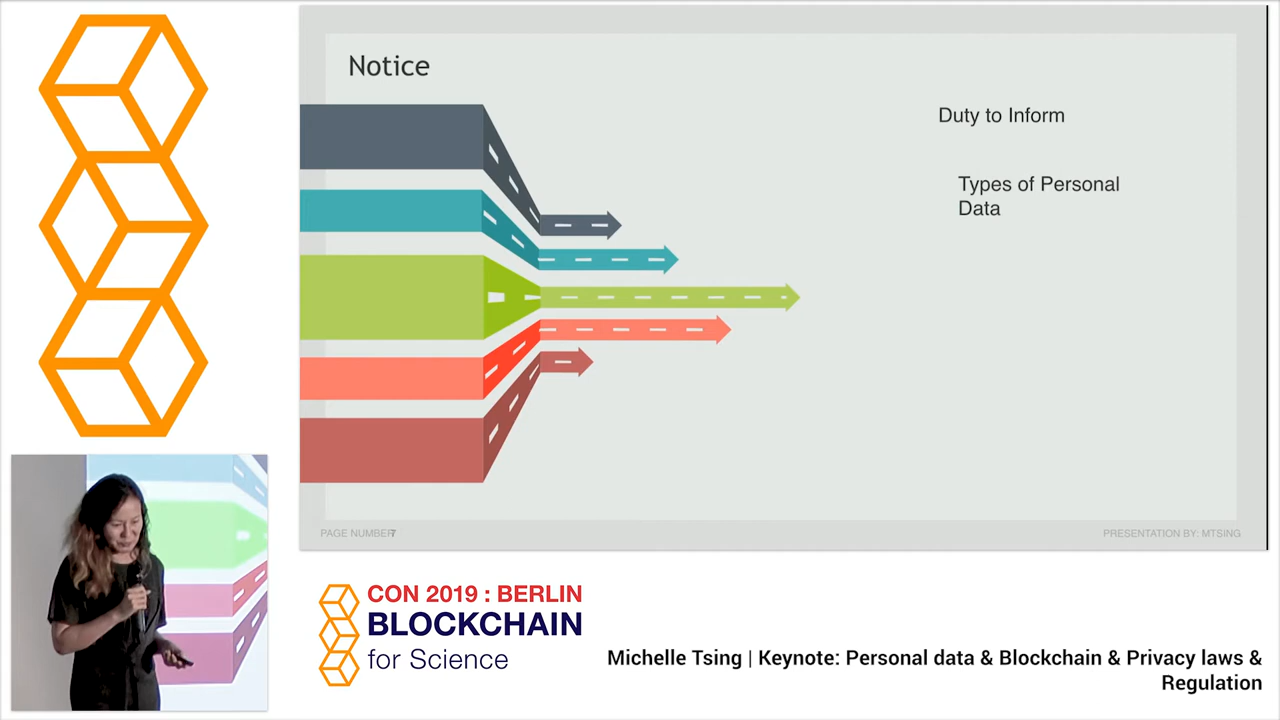 Notice
Duty to Inform
Types of Personal
Data
PAGE NUMBER7
PRESENTATION BY: MTSING
CON 2019 : BERLIN
BLOCKCHAIN
for Science
Michelle Tsing | Keynote: Personal data & Blockchain & Privacy laws &
Regulation